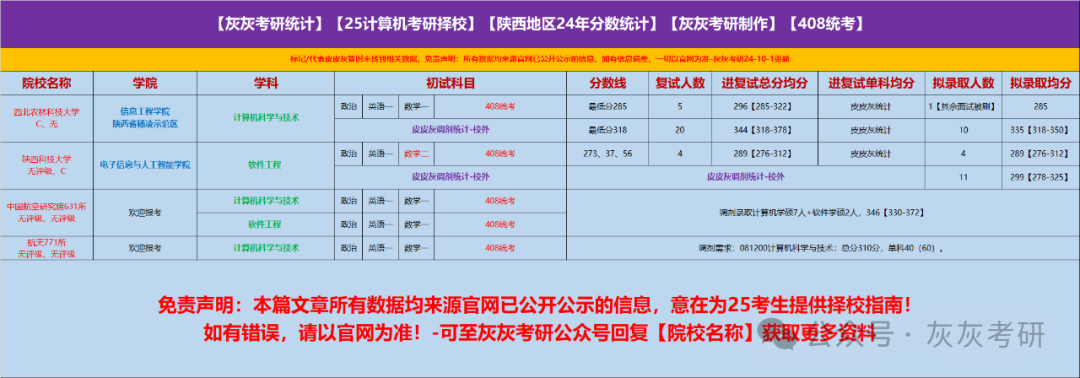 【灰灰考研统计】【25计算机考研择校】【陕西地区24年分数统计】【灰灰考研制作】【408统考】
标记/代表皮皮灰暂时未找到相关数据，免责声明：所有数据均来源官网已公开公示的信息，如有信息偏差，一切以官网为准-灰灰考研24-10-1更新
院校名称 学院 学科 初试科目 分数线 复试人数 进复试总分均分 进复试单科均分 拟录取人数 拟录取均分
西北农林科技大学
C、无
信息工程学院
陕西省杨凌示范区
计算机科学与技术
政治 英语一 数学一 408统考 最低分285 5 296【285-322】 皮皮灰统计 1【其余面试被刷】 285
皮皮灰调剂统计-校外 最低分318 20 344【318-378】 皮皮灰统计 10 335【318-350】
陕西科技大学
无评级、C
电子信息与人工智能学院
软件工程
政治 英语一 数学二 408统考 273、37、56 4 289【276-312】 皮皮灰统计 4 289【276-312】
皮皮灰调剂统计-校外 皮皮灰调剂统计-校外 11 299【278-325】
中国航空研究院631所
无评级、无评级
欢迎报考
计算机科学与技术 政治 英语一 数学一 408统考
软件工程 政治 英语一 数学一 408统考
调剂录取计算机学硕7人+软件学硕2人，346【330-372】
航天771所
无评级、无评级
欢迎报考 计算机科学与技术 政治 英语一 数学一 408统考 调剂需求：081200计算机科学与技术：总分310分，单科40（60）。
免责声明：本篇文章所有数据均来源官网已公开公示的信息，意在为25考生提供择校指南！
如有错误，请以官网为准！-可至灰灰考研公众号回复【院校名称】获取更多资料
公众号·灰灰考研